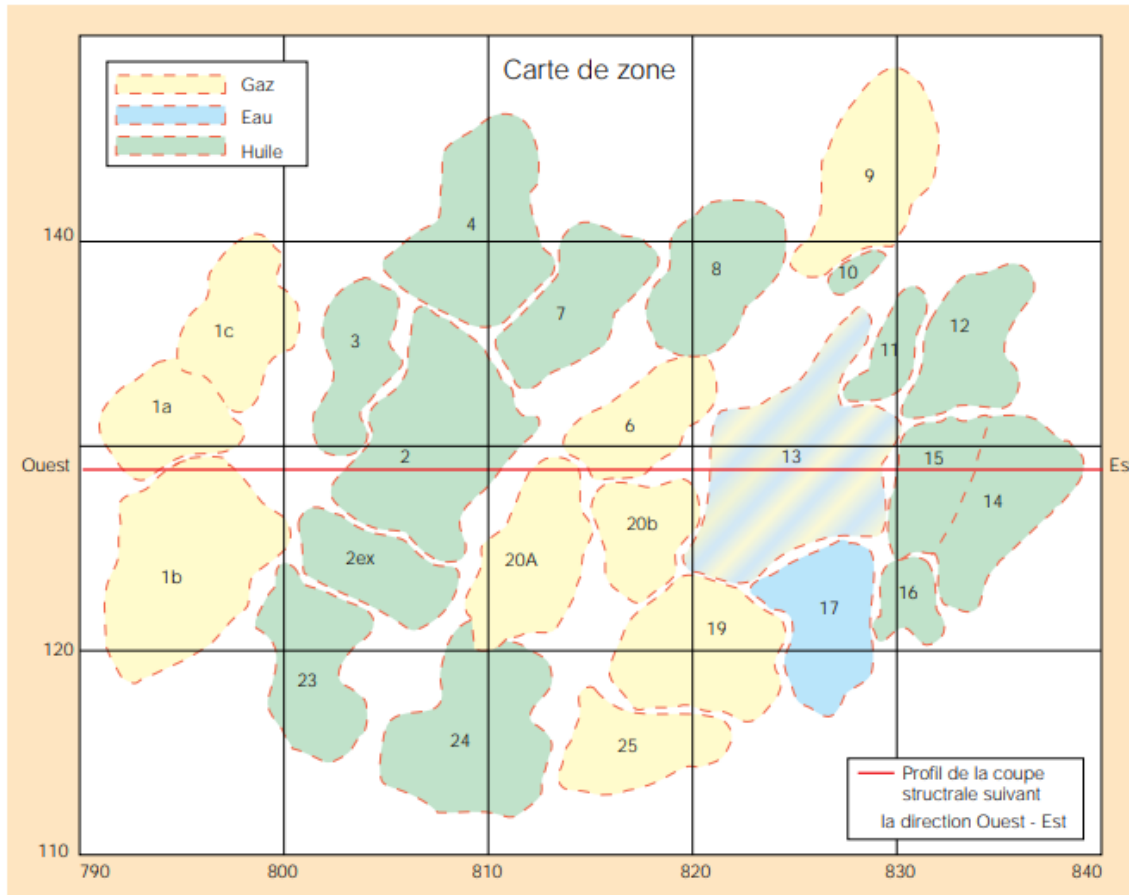 Carte de zone
Gaz
Eau
Huile
9
4
140
8
10
7
1c
3
11
12
1a
6
Ouest
2
13
15
Es
14
20b
2ex
20A
1b
16
17
19
120
23
24
25
Profil de la coupe
structrale suivant
la direction Ouest - Est
110
790
800
810
820
830
840